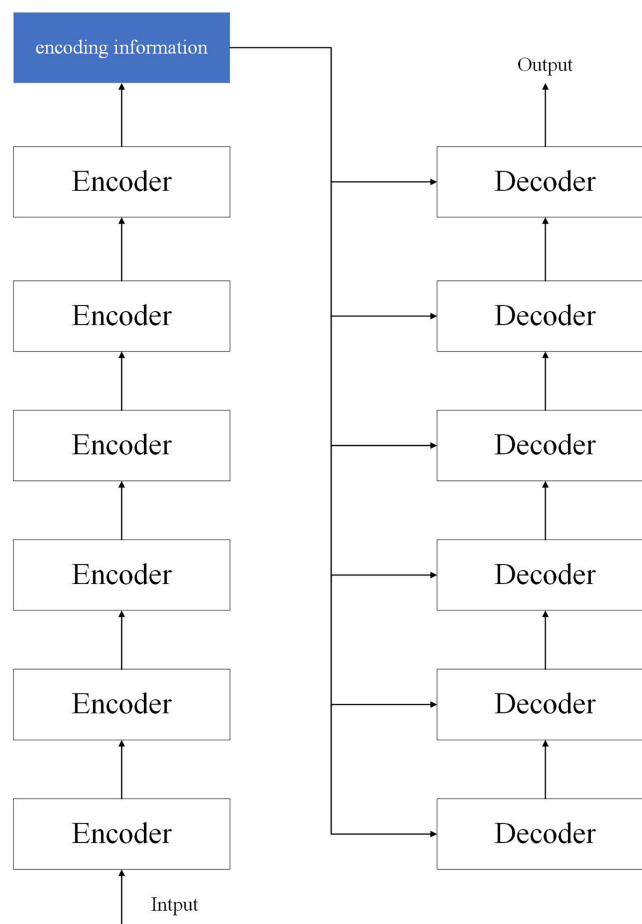 encoding information
Output
Encoder
Decoder
Encoder
Decoder
Encoder
Decoder
Encoder
Decoder
Encoder
Decoder
Encoder
Decoder
Intput